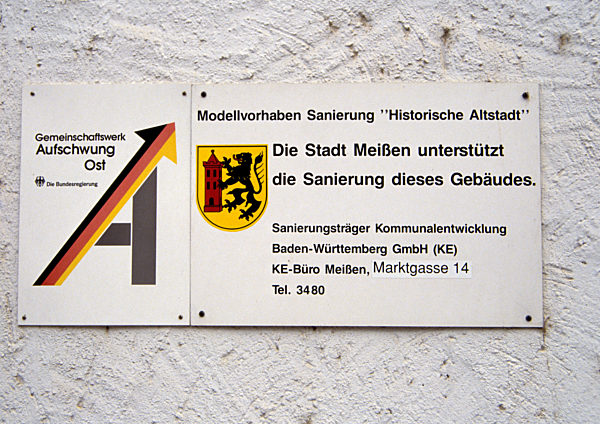 Gemeinschaftswerk
Aufschwung
Ost
Die Bundesregierung
Modellvorhaben Sanierung "Historische Altstadt"
Die Stadt Meißen unterstützt
die Sanierung dieses Gebäudes.
Sanierungsträger Kommunalentwicklung
Baden-Württemberg GmbH (KE)
KE-Büro Meißen, Marktgasse 14
Tel. 3480